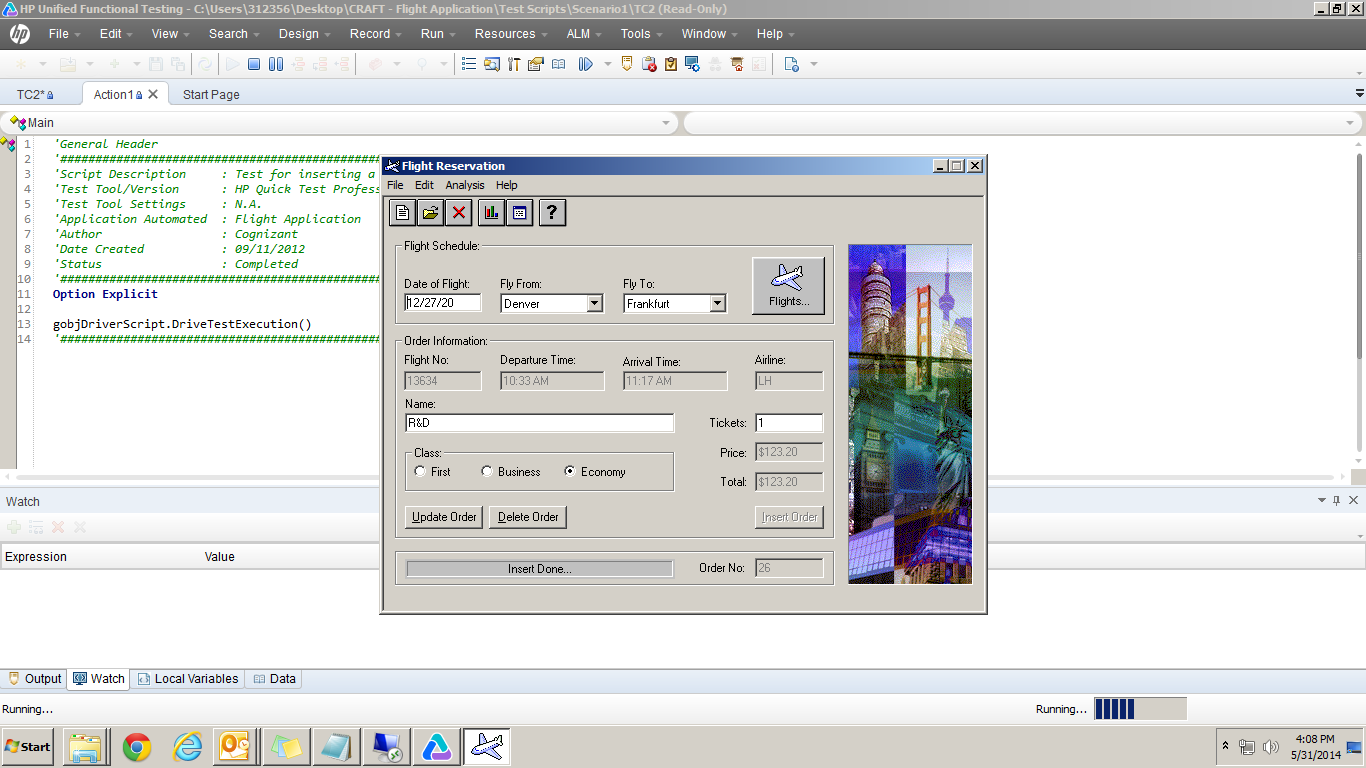 HP Unified Functional Testing - C:\Users\312356\Desktop\CRAFT - Flight Application\Test Scripts\Scenario1\TC2 (Read-Only)
hp File Edit View Search Design Record Run Resources ALM Tools Window Help
TC2* Action1 Start Page
Main
1 'General Header
2 '################################################
3 'Script Description : Test for inserting a
4 'Test Tool/Version : HP Quick Test Profes
5 'Test Tool Settings : N.A.
6 'Application Automated : Flight Application
7 'Author : Cognizant
8 'Date Created : 09/11/2012
9 'Status : Completed
10 '################################################
11 Option Explicit
12
13 gobjDriverScript.DriveTestExecution()
14 '################################################
Flight Reservation
File Edit Analysis Help
?
Flight Schedule:
Date of Flight: Fly From: Fly To:
12/27/20 Denver Frankfurt
Flights...
Order Information:
Flight No: Departure Time: Arrival Time: Airline:
13634 10:33 AM 11:17 AM LH
Name:
R&D
Tickets: 1
Class:
First Business Economy
Price: $123.20
Total: $123.20
Update Order Delete Order Insert Order
Insert Done... Order No: 26
Watch
Expression Value
Output Watch Local Variables Data
Running... Running...
Start
4:08 PM
5/31/2014